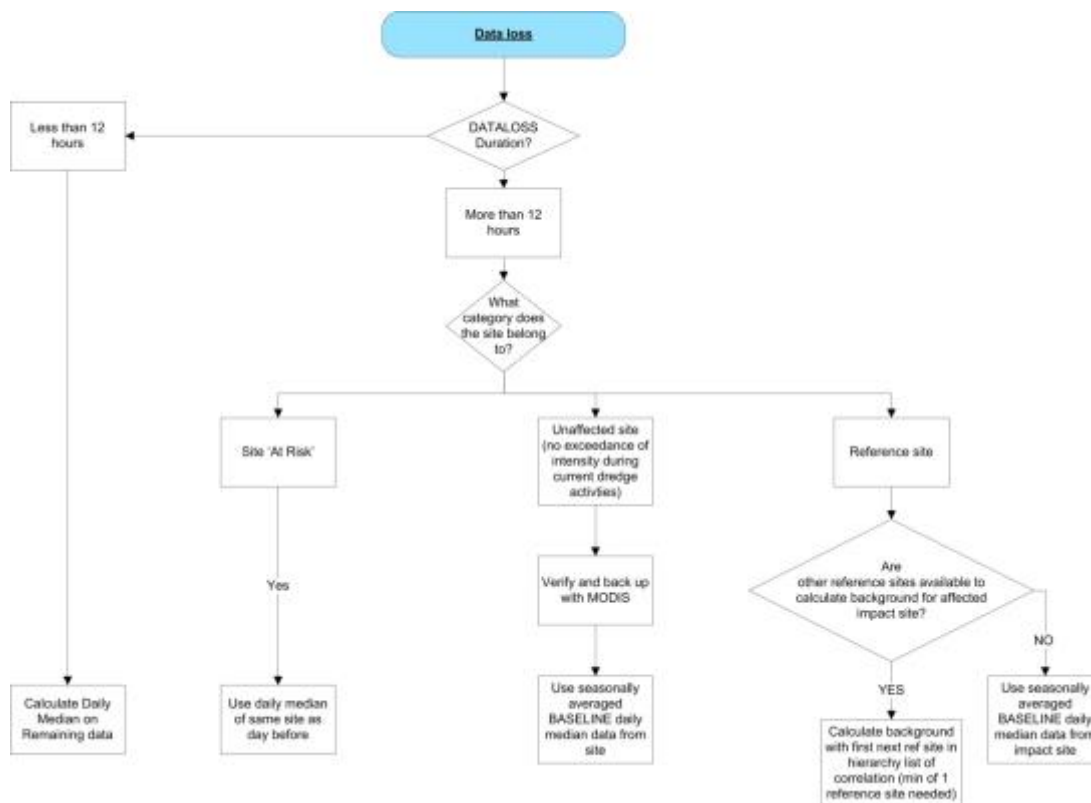 Data loss
DATALOSS
Duration?
Less than 12
hours
More than 12
hours
What
category does
the site belong
to?
Site 'At Risk'
Unaffected site
(no exceedance of
intensity during
current dredge
activties)
Reference site
Yes
Verify and back up
with MODIS
Are
other reference sites available to
calculate background for affected
impact site?
NO
YES
Calculate Daily
Median on
Remaining data
Use daily median
of same site as
day before
Use seasonally
averaged
BASELINE daily
median data from
site
Calculate background
with first next ref site in
hierarchy list of
correlation (min of 1
reference site needed)
Use seasonally
averaged
BASELINE daily
median data from
impact site